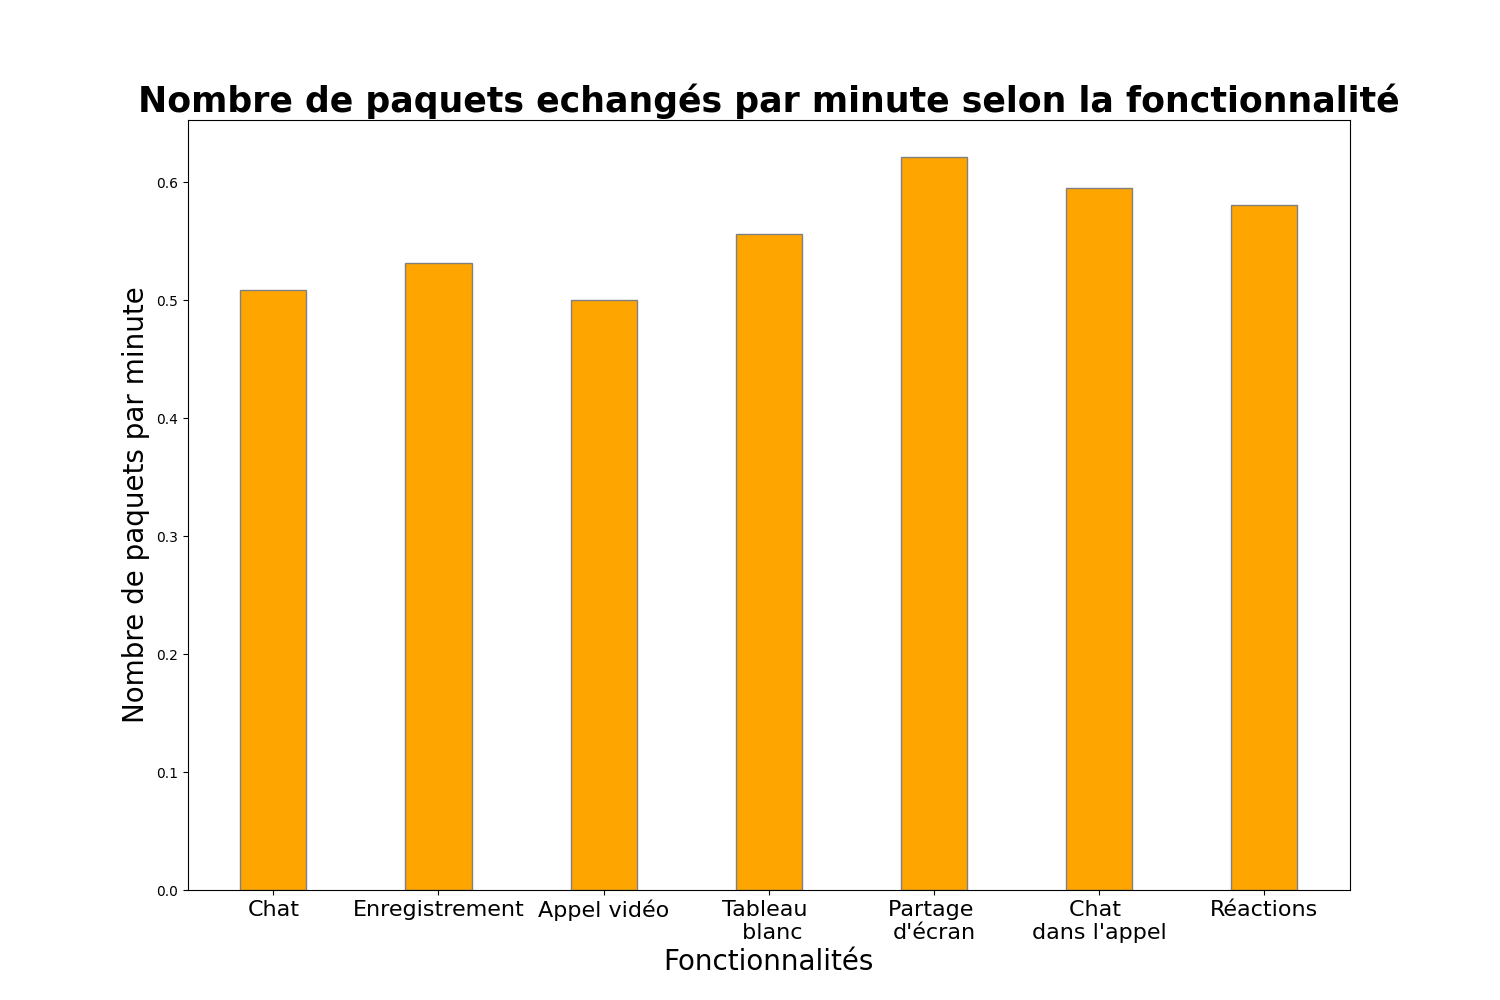 Nombre de paquets echangés par minute selon la fonctionnalité
Nombre de paquets par minute
0.6
0.5
0.4
0.3
0.2
0.1
0.0
Chat
Enregistrement
Appel vidéo
Tableau
blanc
Partage
d'écran
Chat
dans l'appel
Réactions
Fonctionnalités